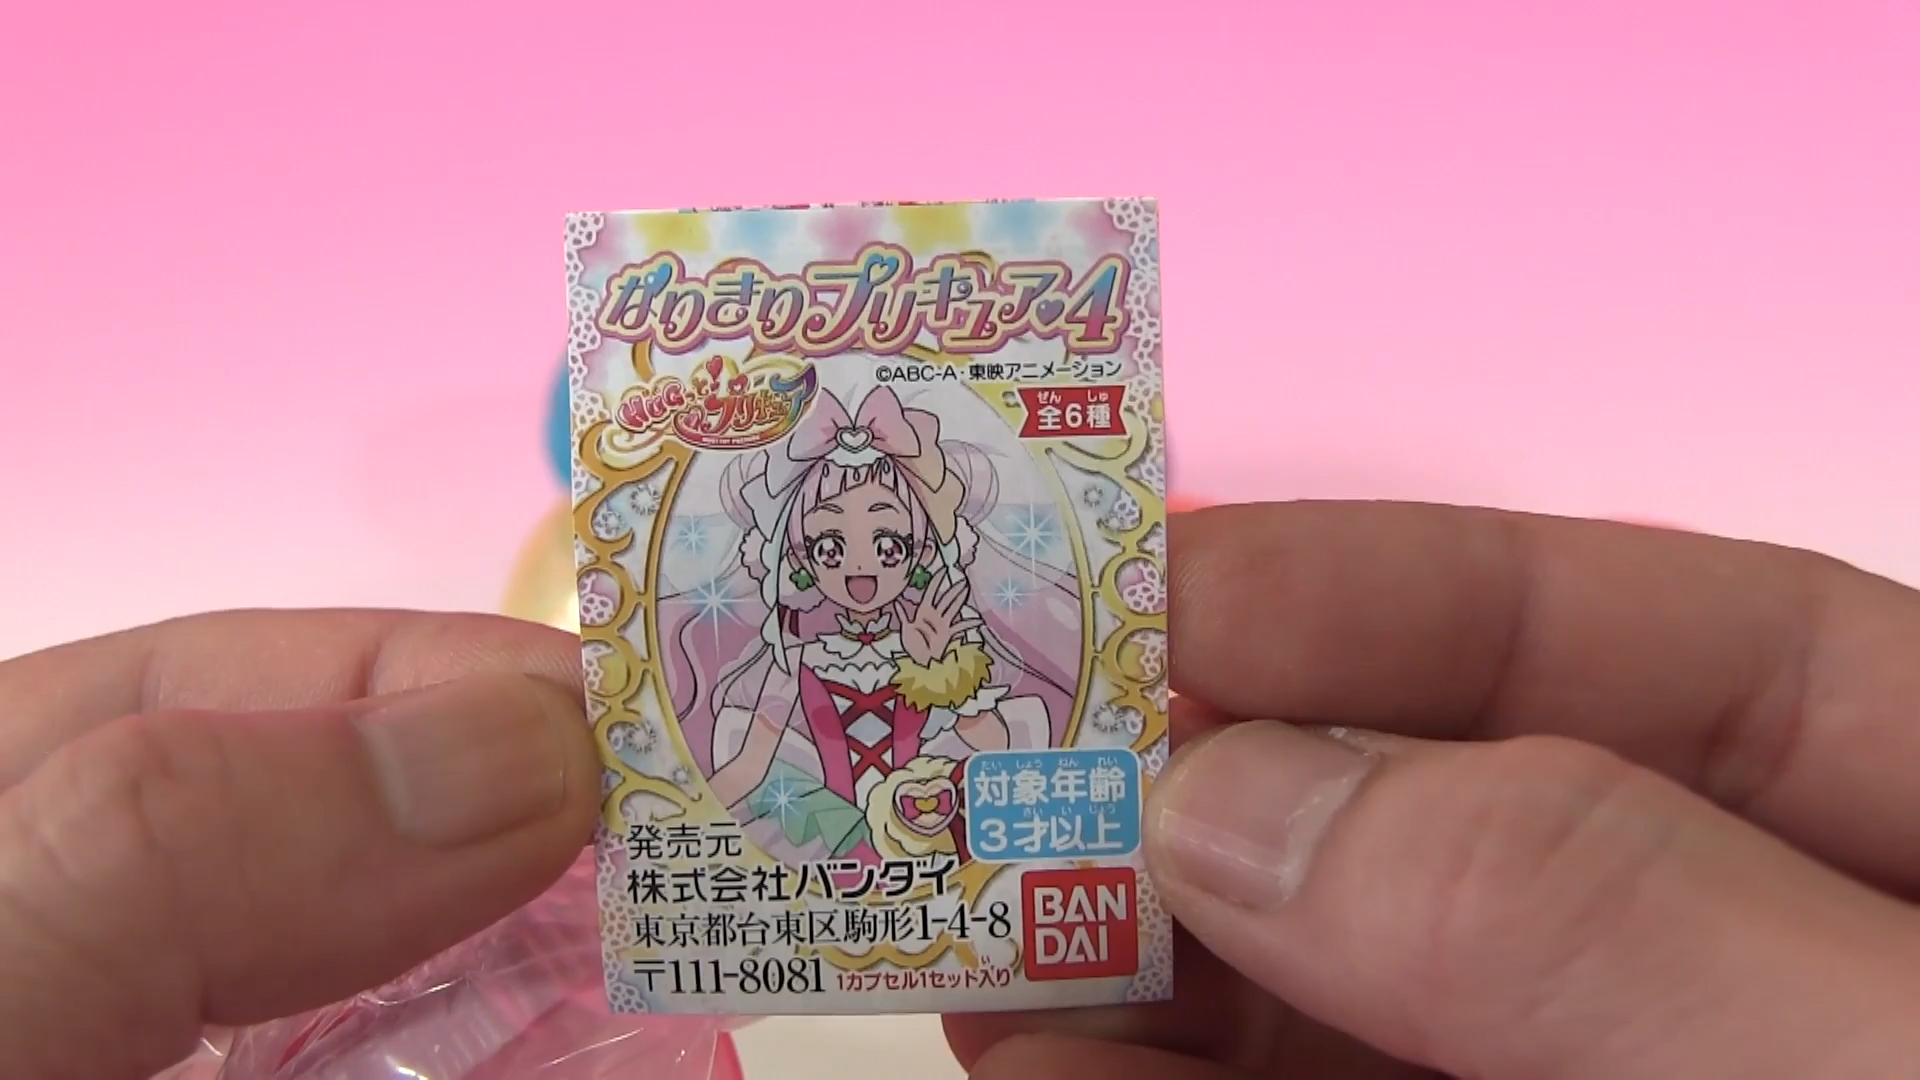 なりきりプリキュア♥4
HUGっと!プリキュア
©ABC-A・東映アニメーション
ぜん しゅ
全6種
たい しょう ねん れい
対象年齢
さい い じょう
3才以上
発売元
株式会社バンダイ
東京都台東区駒形1-4-8
〒111-8081
い
1カプセル1セット入り
BAN
DAI